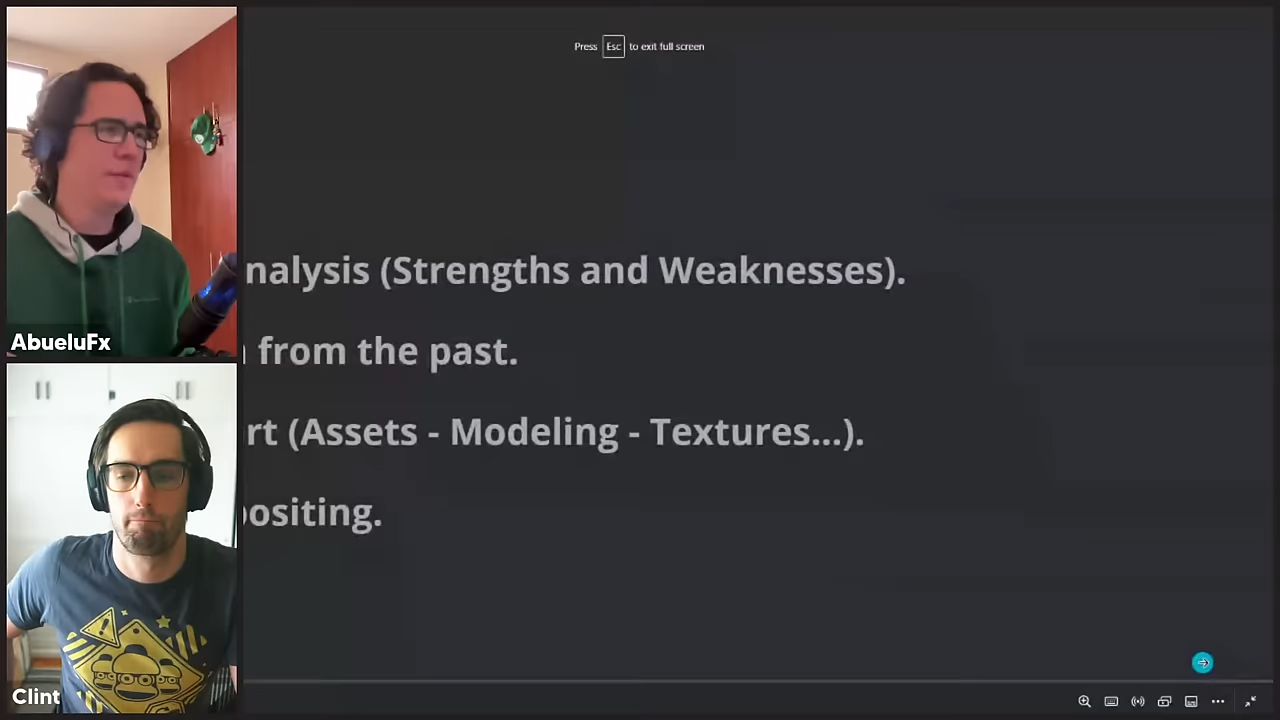 Press Esc to exit full screen
nalysis (Strengths and Weaknesses).
from the past.
rt (Assets - Modeling - Textures...).
ositing.
AbueluFx
Clint